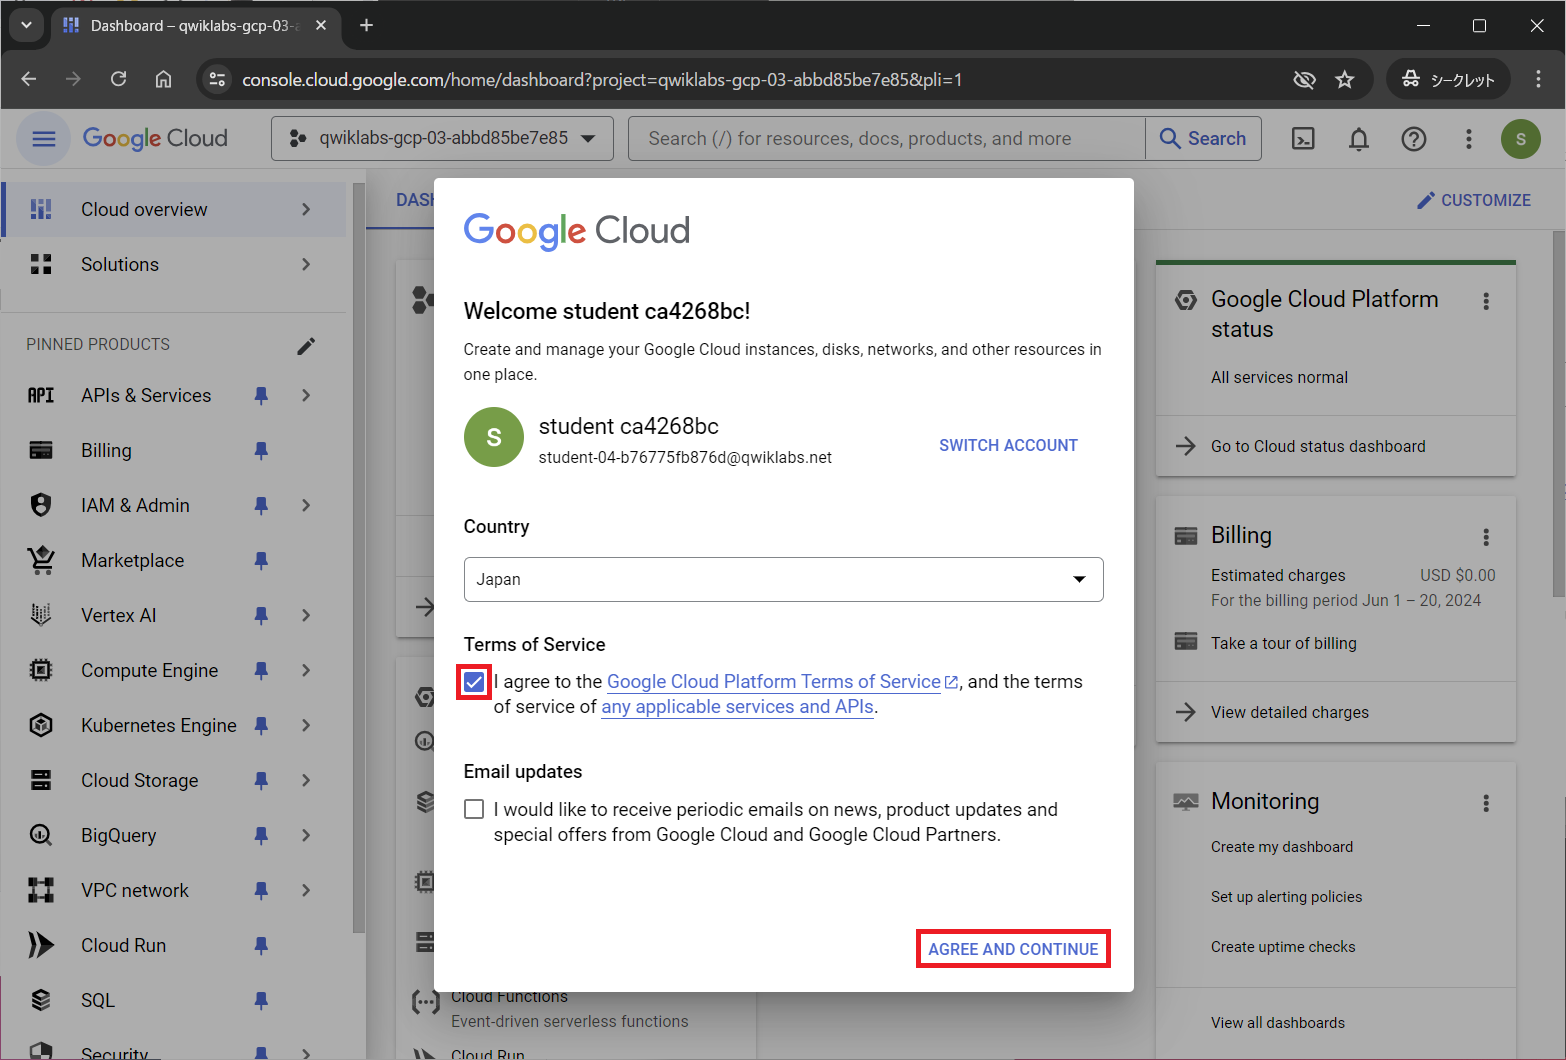 Dashboard – qwiklabs-gcp-03-a
console.cloud.google.com/home/dashboard?project=qwiklabs-gcp-03-abbd85be7e85&pli=1
シークレット
Google Cloud
qwiklabs-gcp-03-abbd85be7e85
Search (/) for resources, docs, products, and more
Search
S
Cloud overview
Solutions
PINNED PRODUCTS
API APIs & Services
Billing
IAM & Admin
Marketplace
Vertex AI
Compute Engine
Kubernetes Engine
Cloud Storage
BigQuery
VPC network
Cloud Run
SQL
Security
DASH
CUSTOMIZE
Google Cloud
Welcome student ca4268bc!
Create and manage your Google Cloud instances, disks, networks, and other resources in
one place.
S
student ca4268bc
student-04-b76775fb876d@qwiklabs.net
SWITCH ACCOUNT
Country
Japan
Terms of Service
I agree to the Google Cloud Platform Terms of Service, and the terms
of service of any applicable services and APIs.
Email updates
I would like to receive periodic emails on news, product updates and
special offers from Google Cloud and Google Cloud Partners.
AGREE AND CONTINUE
Cloud Functions
Event-driven serverless functions
Cloud Run
Google Cloud Platform
status
All services normal
Go to Cloud status dashboard
Billing
Estimated charges USD $0.00
For the billing period Jun 1 – 20, 2024
Take a tour of billing
View detailed charges
Monitoring
Create my dashboard
Set up alerting policies
Create uptime checks
View all dashboards